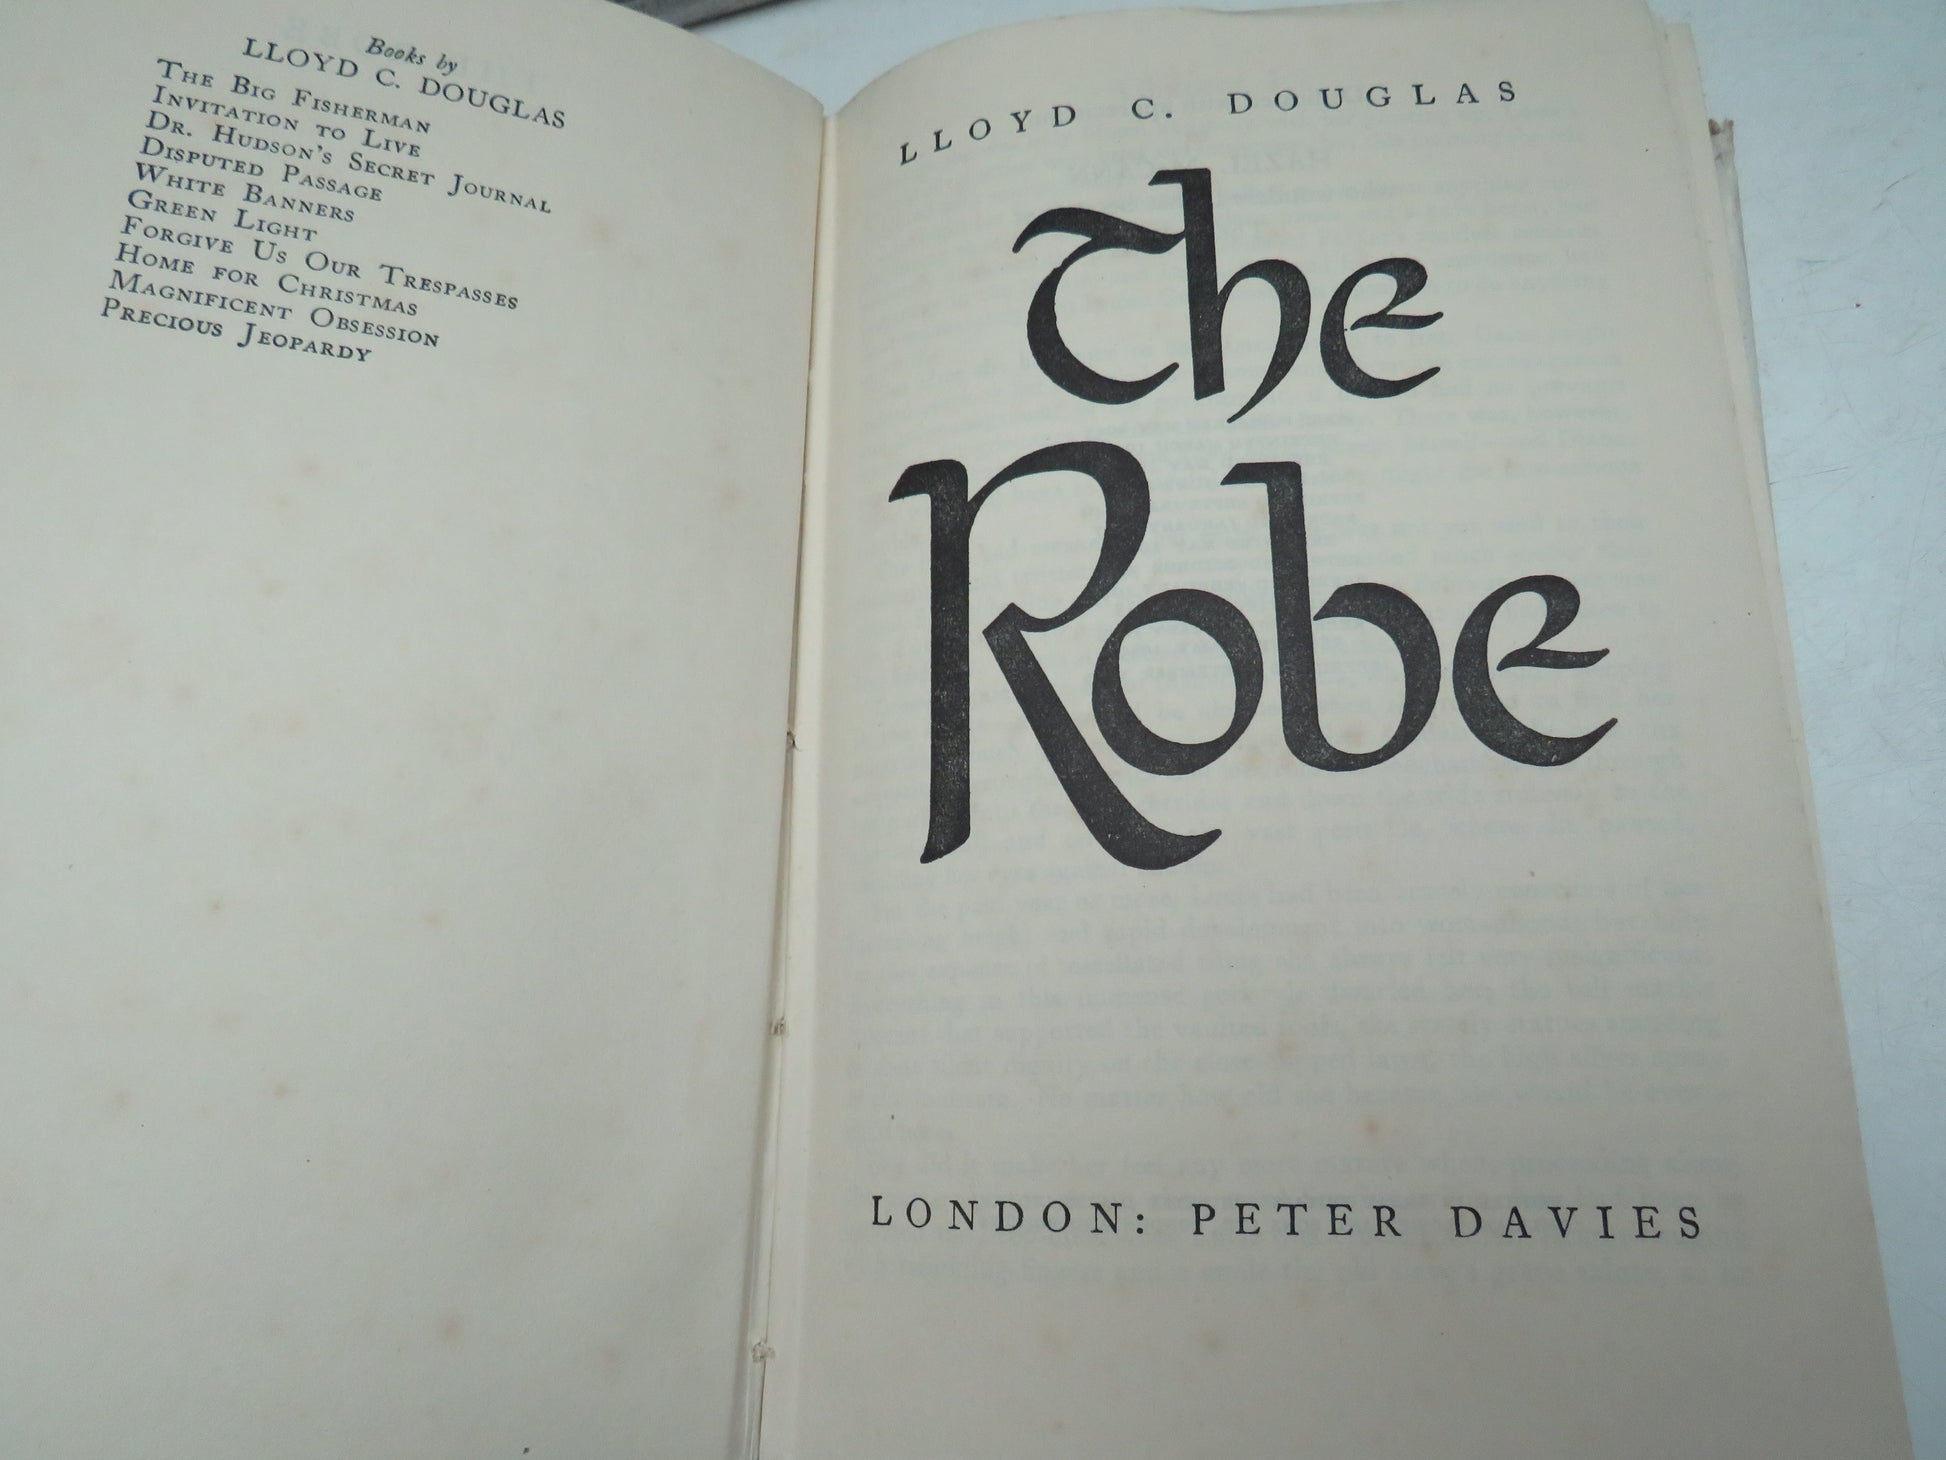 Books by
LLOYD C. DOUGLAS
THE BIG FISHERMAN
INVITATION TO LIVE
DR. HUDSON'S SECRET JOURNAL
DISPUTED PASSAGE
WHITE BANNERS
GREEN LIGHT
FORGIVE US OUR TRESPASSES
HOME FOR CHRISTMAS
MAGNIFICENT OBSESSION
PRECIOUS JEOPARDY
LLOYD C. DOUGLAS
The
Robe
LONDON: PETER DAVIES